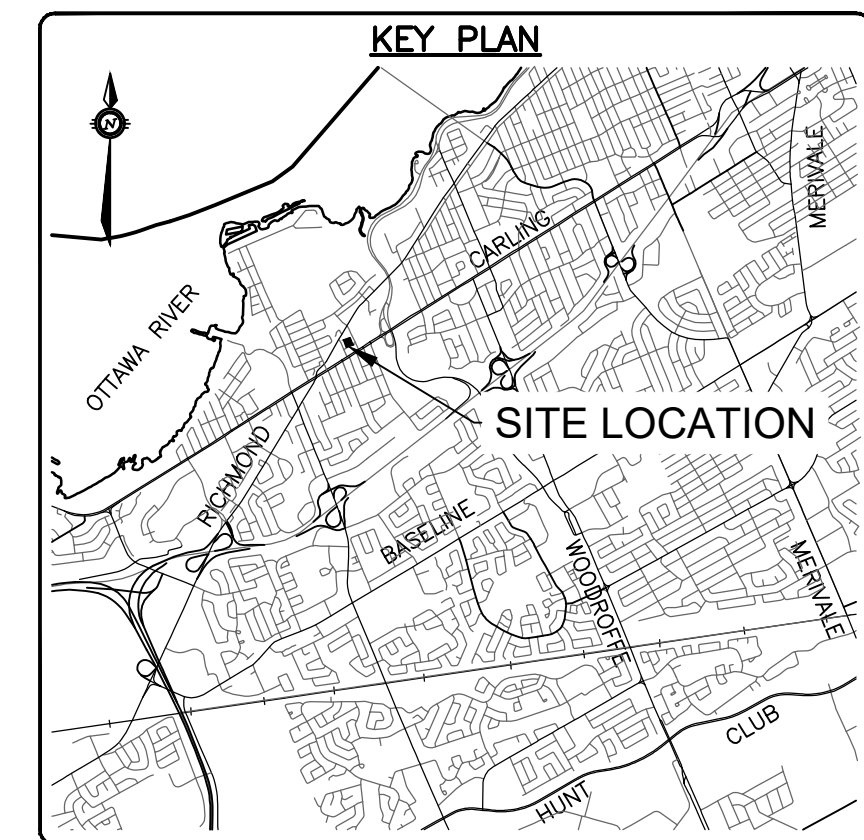 KEY PLAN
N
MERIVALE
CARLING
OTTAWA RIVER
SITE LOCATION
RICHMOND
BASELINE
WOODROFFE
MERIVALE
CLUB
HUNT